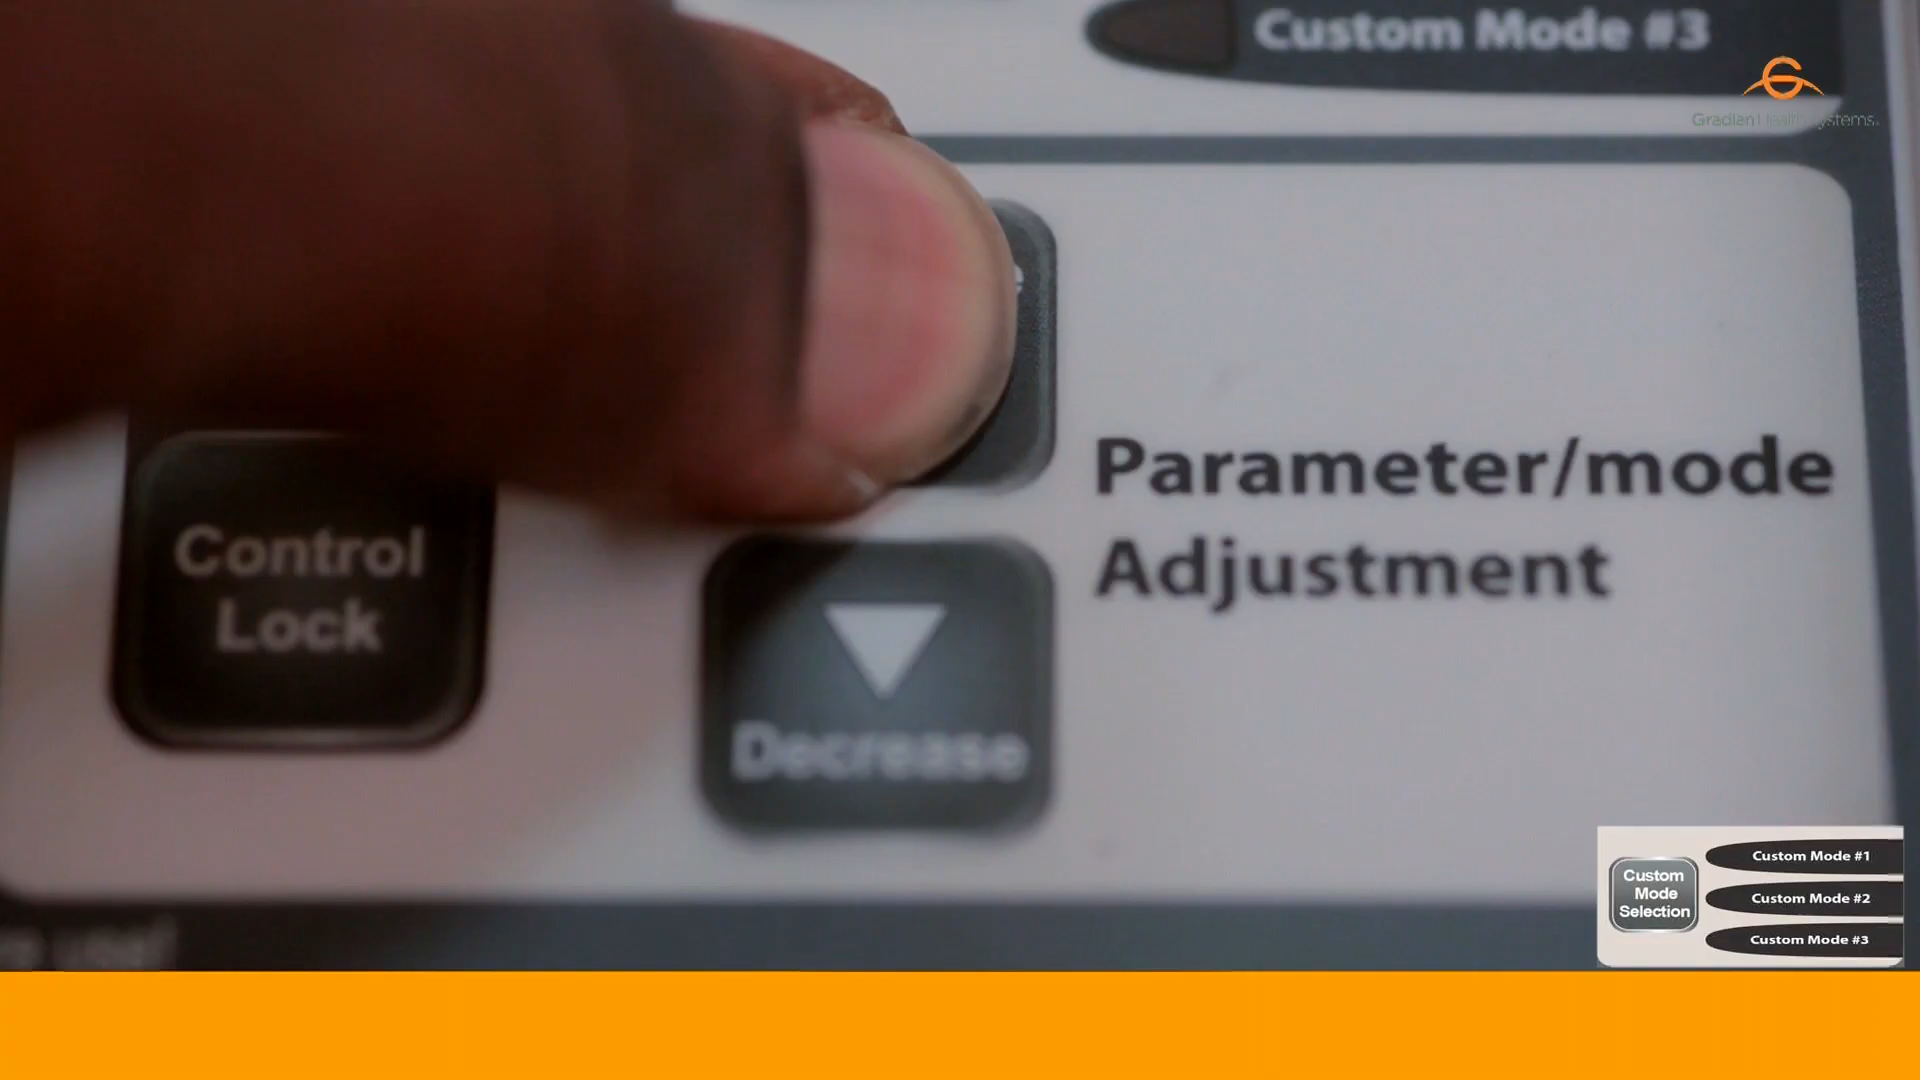 Custom Mode #3
Gradian Health Systems
Parameter/mode
Adjustment
Control
Lock
Decrease
Custom
Mode
Selection
Custom Mode #1
Custom Mode #2
Custom Mode #3
use!